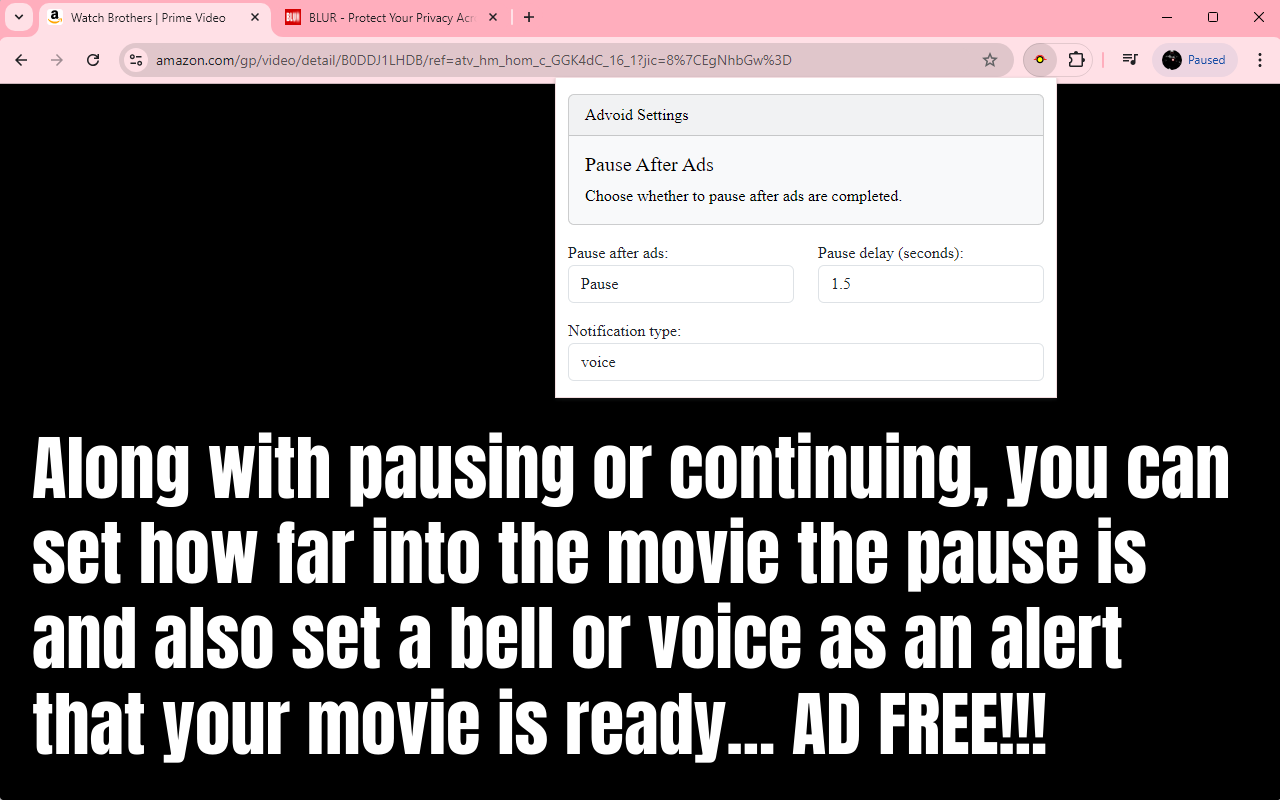 Watch Brothers | Prime Video
BLUR - Protect Your Privacy Acr
amazon.com/gp/video/detail/B0DDJ1LHDB/ref=atv_hm_hom_c_GGK4dC_16_1?jic=8%7CEgNhbGw%3D
Paused
Advoid Settings
Pause After Ads
Choose whether to pause after ads are completed.
Pause after ads:
Pause delay (seconds):
Pause
1.5
Notification type:
voice
Along with pausing or continuing, you can
set how far into the movie the pause is
and also set a bell or voice as an alert
that your movie is ready... AD FREE!!!